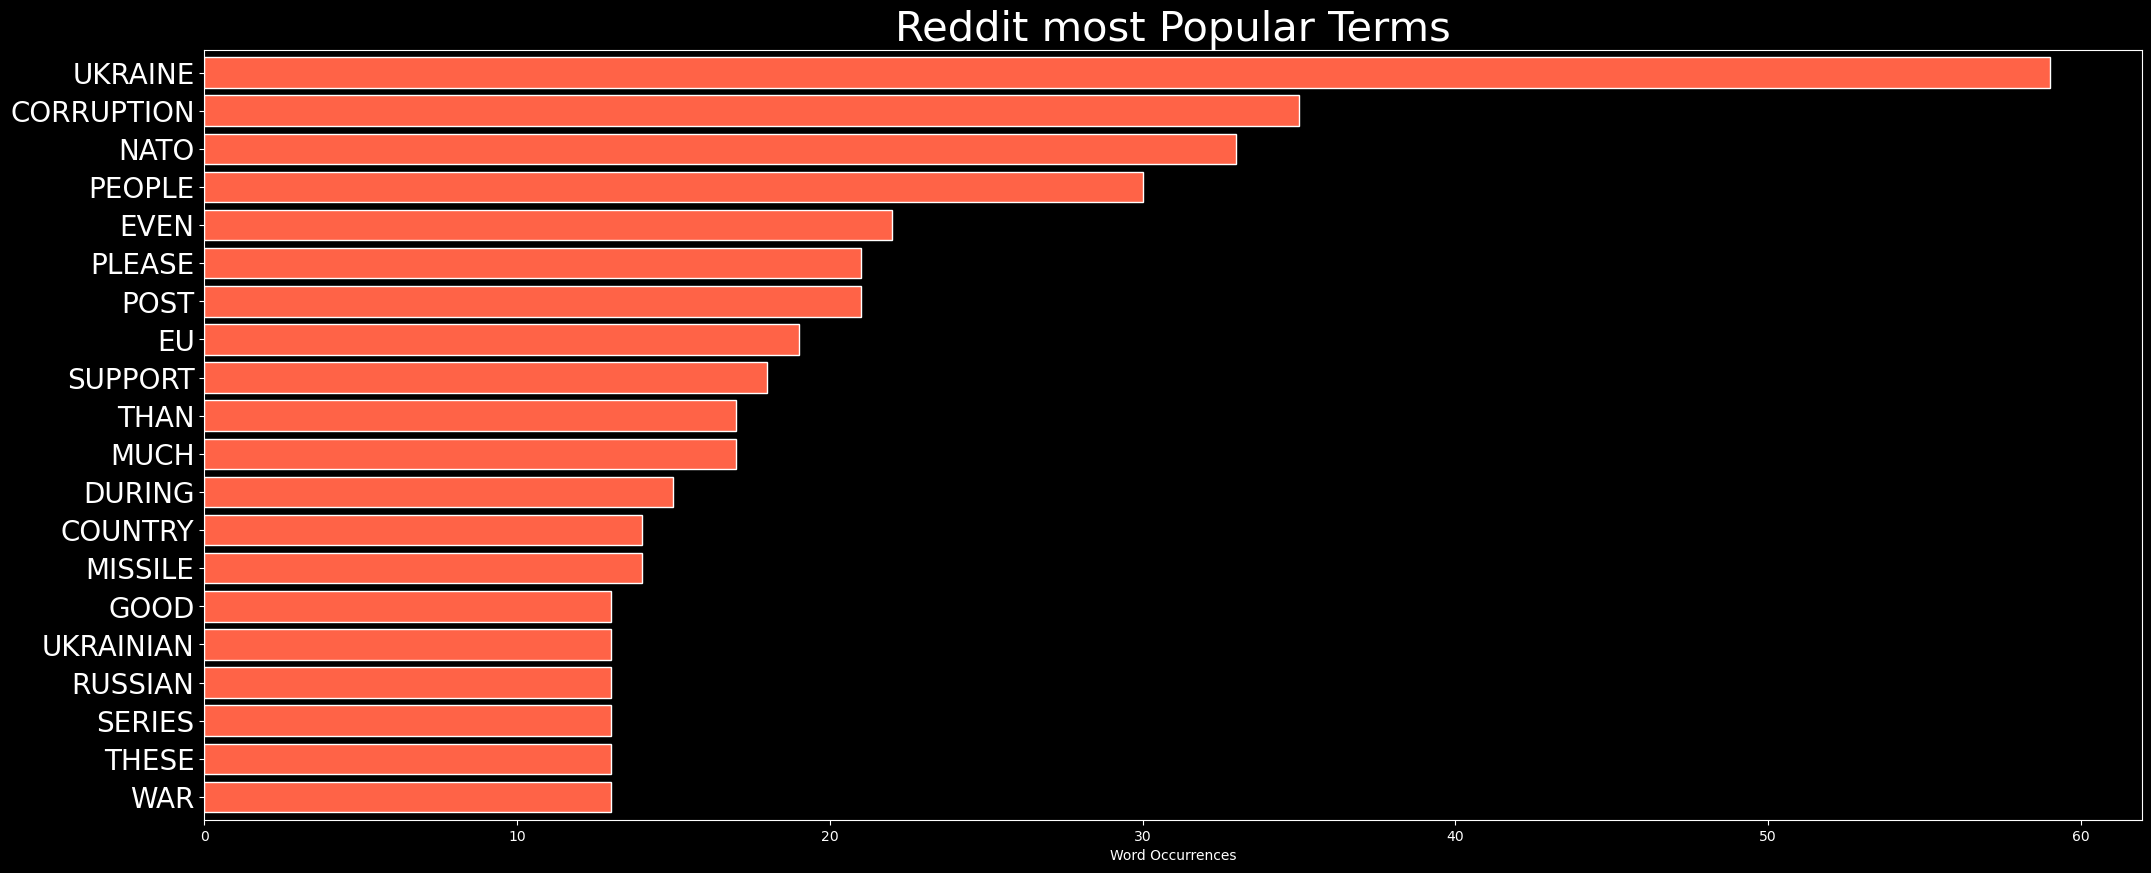 Reddit most Popular Terms
UKRAINE
CORRUPTION
NATO
PEOPLE
EVEN
PLEASE
POST
EU
SUPPORT
THAN
MUCH
DURING
COUNTRY
MISSILE
GOOD
UKRAINIAN
RUSSIAN
SERIES
THESE
WAR
0 10 20 30 40 50 60
Word Occurrences